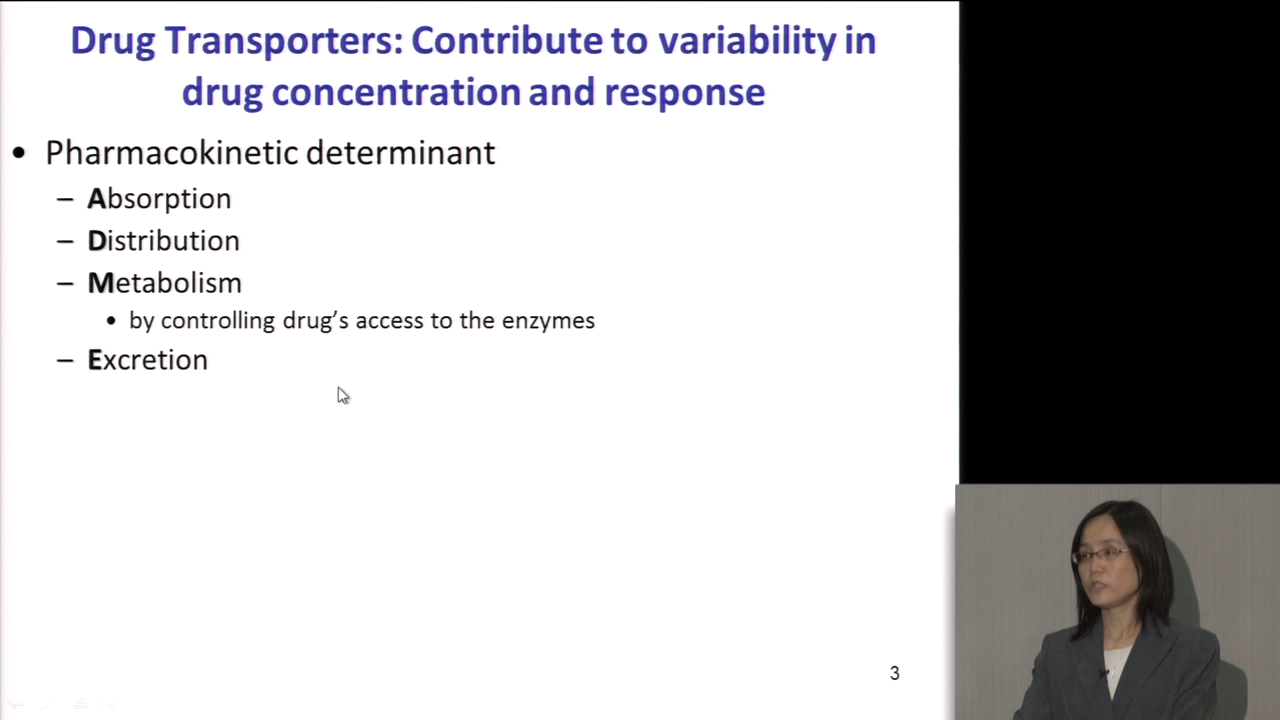 Drug Transporters: Contribute to variability in
drug concentration and response
• Pharmacokinetic determinant
– Absorption
– Distribution
– Metabolism
• by controlling drug's access to the enzymes
– Excretion
3